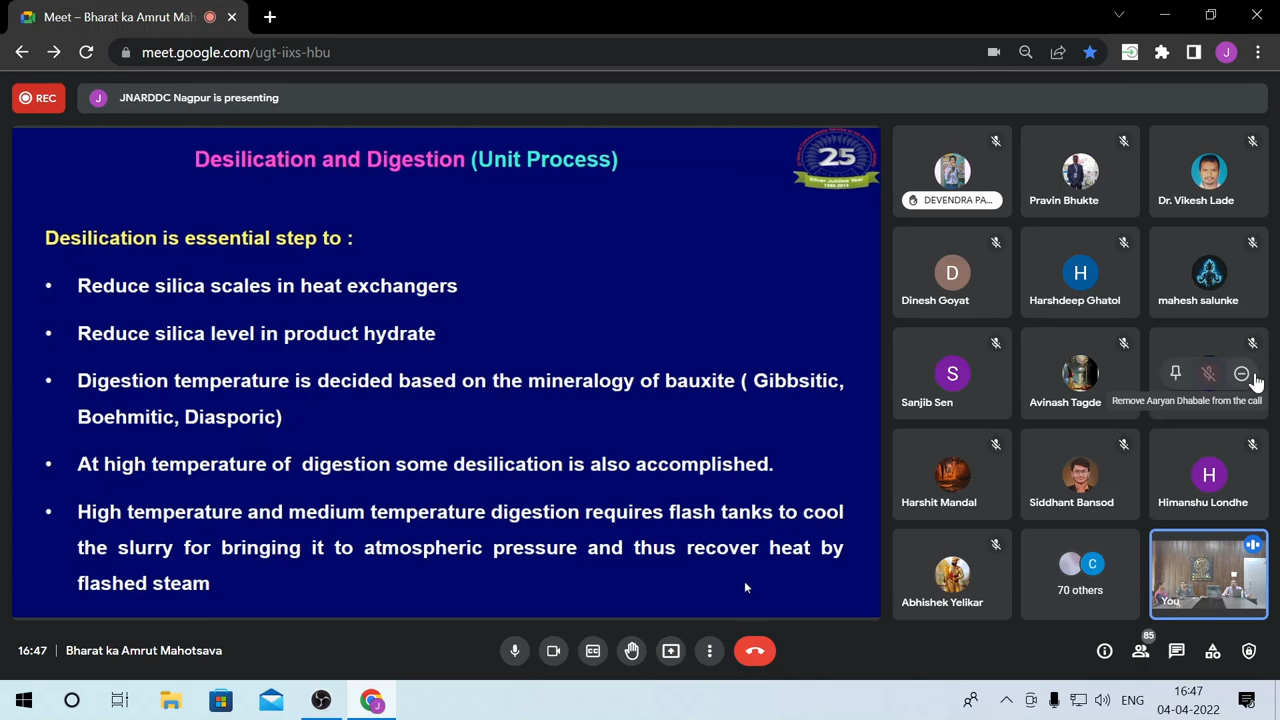 Meet – Bharat ka Amrut Mah
meet.google.com/ugt-iixs-hbu
J
REC
J
JNARDDC Nagpur is presenting
Desilication and Digestion (Unit Process)
25
Silver Jubilee Year
1989-2014
Desilication is essential step to :
• Reduce silica scales in heat exchangers
• Reduce silica level in product hydrate
• Digestion temperature is decided based on the mineralogy of bauxite ( Gibbsitic,
Boehmitic, Diasporic)
• At high temperature of digestion some desilication is also accomplished.
• High temperature and medium temperature digestion requires flash tanks to cool
the slurry for bringing it to atmospheric pressure and thus recover heat by
flashed steam
DEVENDRA PA...
Pravin Bhukte
Dr. Vikesh Lade
D
Dinesh Goyat
H
Harshdeep Ghatol
mahesh salunke
S
Sanjib Sen
Avinash Tagde
Remove Aaryan Dhabale from the call
Harshit Mandal
Siddhant Bansod
H
Himanshu Londhe
Abhishek Yelikar
C
70 others
You
16:47
Bharat ka Amrut Mahotsava
CC
85
J
ENG
16:47
04-04-2022